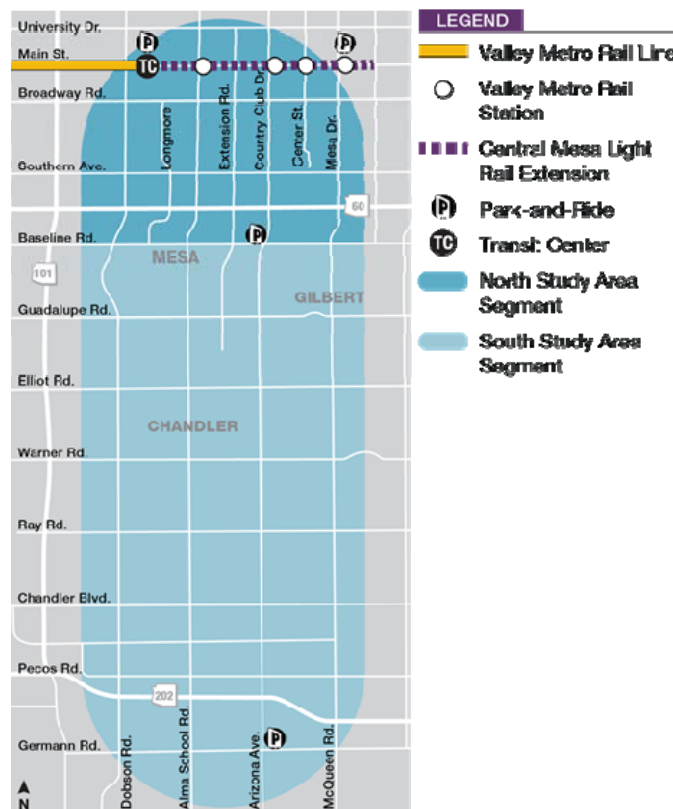 University Dr.
Main St.
Broadway Rd.
Southern Ave.
Baseline Rd.
Guadalupe Rd.
Elliot Rd.
Warner Rd.
Ray Rd.
Chandler Blvd.
Pecos Rd.
Germann Rd.
P
P
TC
Longmore
Extension Rd.
Country Club Dr.
Center St.
Mesa Dr.
60
P
MESA
101
GILBERT
CHANDLER
202
P
Dobson Rd.
Alma School Rd.
Arizona Ave.
McQueen Rd.
N
LEGEND
Valley Metro Rail Line
Valley Metro Rail
Station
Central Mesa Light
Rail Extension
P
Park-and-Ride
TC
Transit Center
North Study Area
Segment
South Study Area
Segment